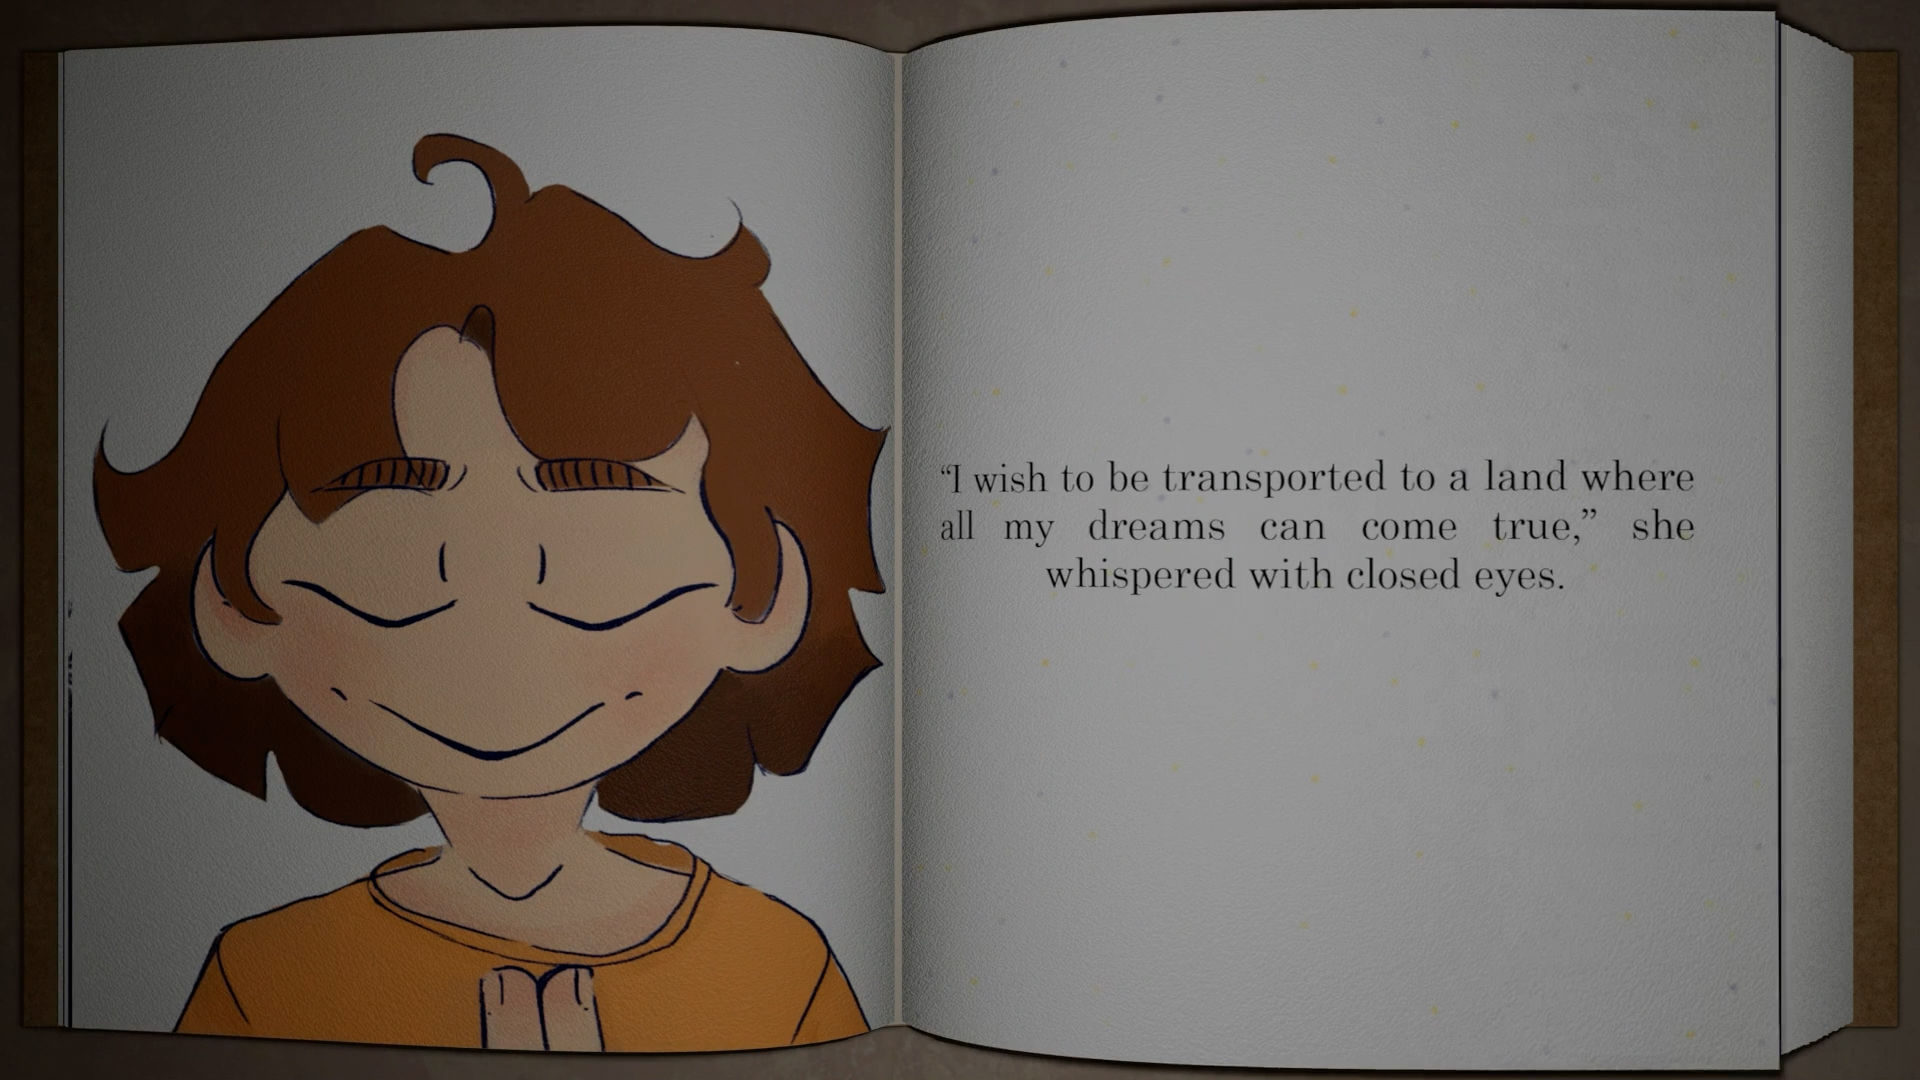 “I wish to be transported to a land where
all my dreams can come true,” she
whispered with closed eyes.